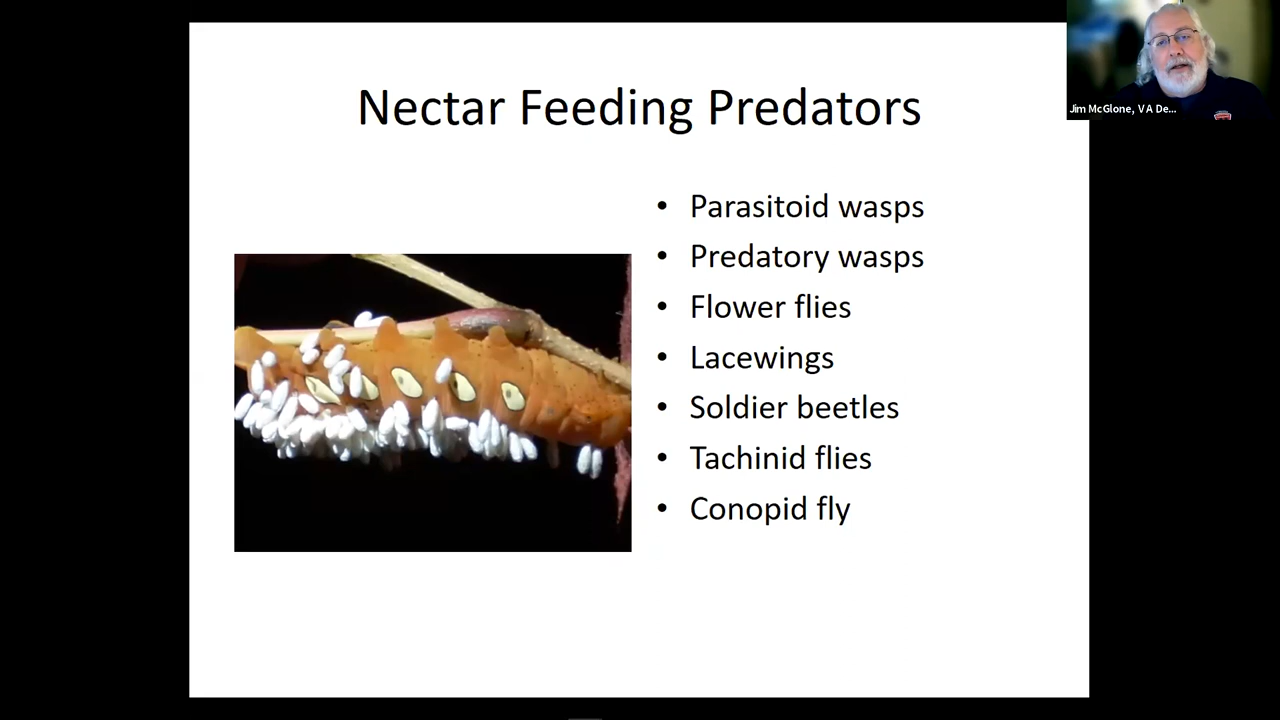 Nectar Feeding Predators
Jim McGlone, VA De...
• Parasitoid wasps
• Predatory wasps
• Flower flies
• Lacewings
• Soldier beetles
• Tachinid flies
• Conopid fly